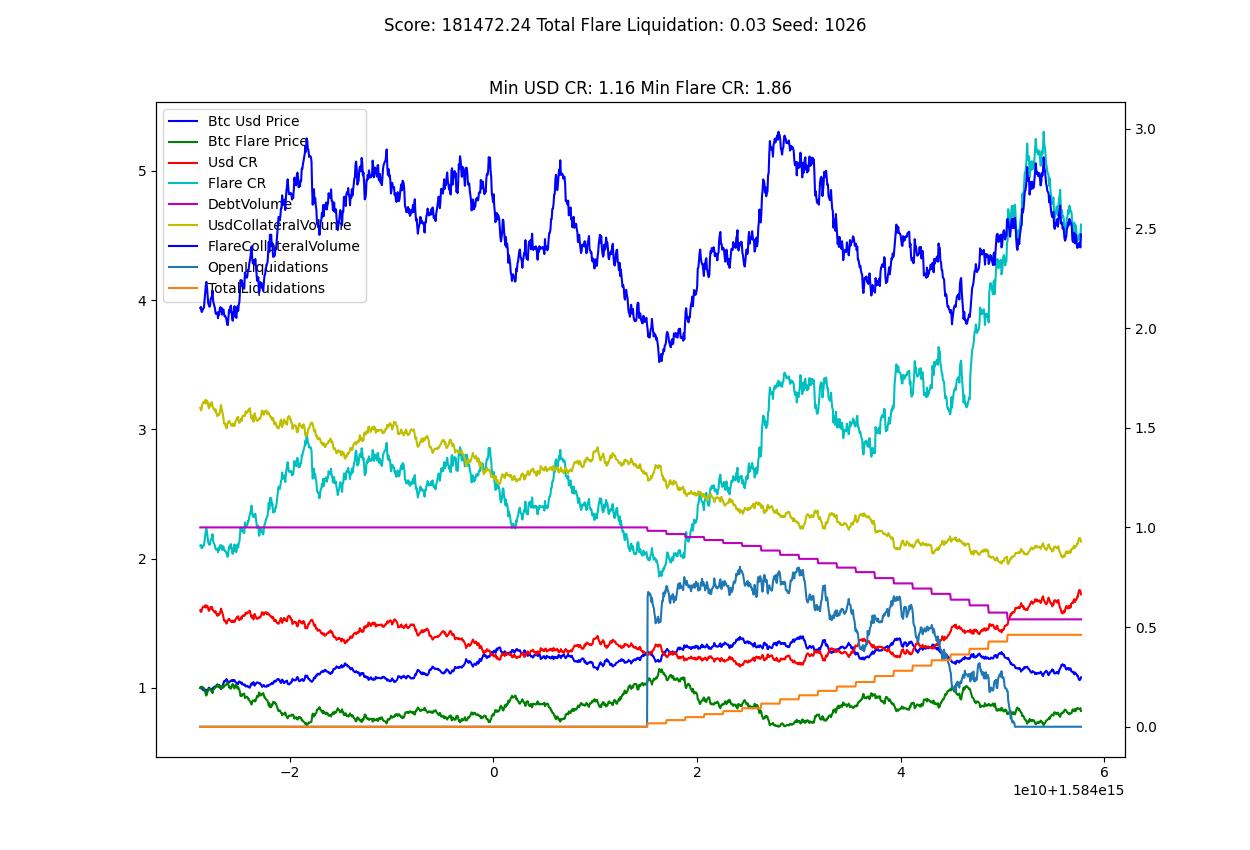 Score: 181472.24 Total Flare Liquidation: 0.03 Seed: 1026
Min USD CR: 1.16 Min Flare CR: 1.86
Btc Usd Price
Btc Flare Price
Usd CR
Flare CR
DebtVolume
UsdCollateralVolume
FlareCollateralVolume
OpenLiquidations
TotalLiquidations
5
4
3
2
1
3.0
2.5
2.0
1.5
1.0
0.5
0.0
−2
0
2
4
6
1e10+1.584e15